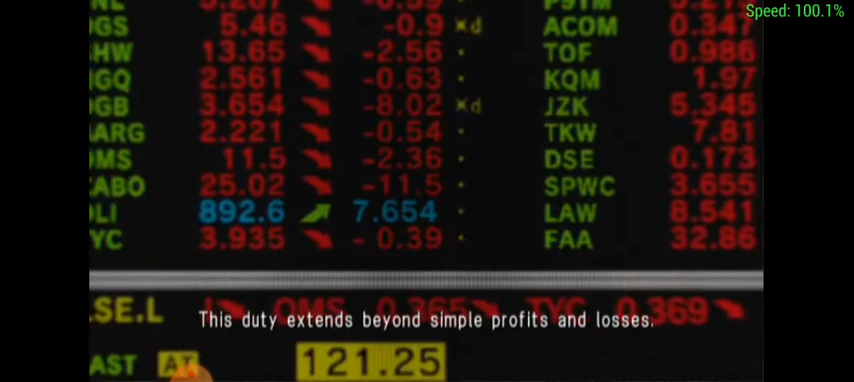 Speed: 100.1%
5.46 -0.9 xd ACOM 0.347
HW 13.65 -2.56 TOF 0.986
GQ 2.561 -0.63 KQM 1.97
GB 3.654 -8.02 xd JZK 5.345
ARG 2.221 -0.54 TKW 7.81
MS 11.5 -2.36 DSE 0.173
ABO 25.02 -11.5 SPWC 3.655
LI 892.6 7.654 LAW 8.541
YC 3.935 - 0.39 FAA 32.86
SE.L OMS 0.365 TYC 0.369
This duty extends beyond simple profits and losses.
AST AT 121.25